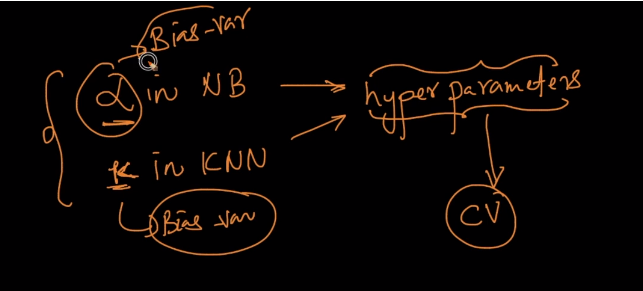 Bias-var
α in NB → hyper parameters
k in KNN
Bias-var
CV